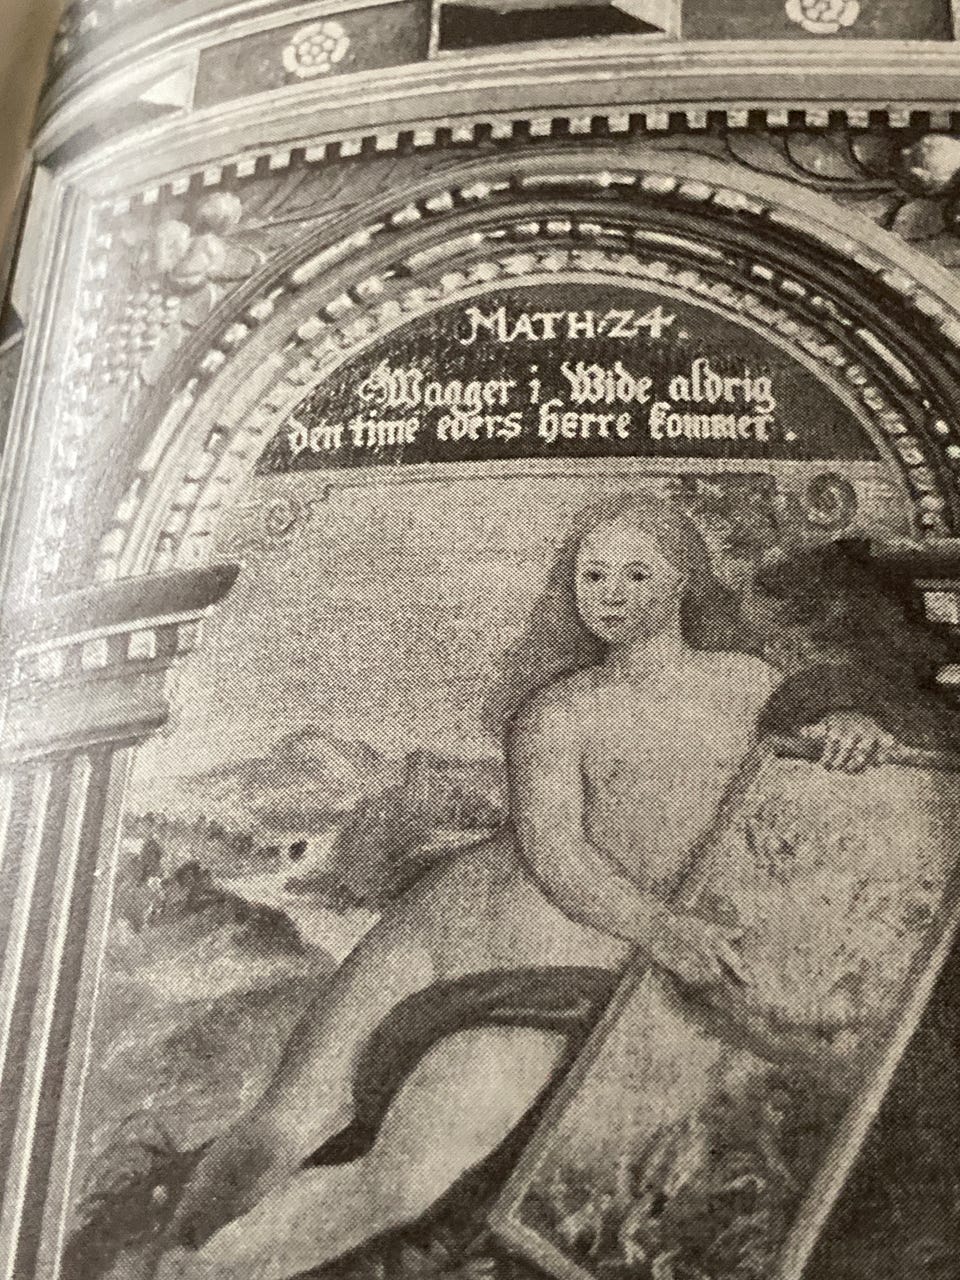 MATH·24.
Waager i Wide aldrig
den time eders herre kommer.